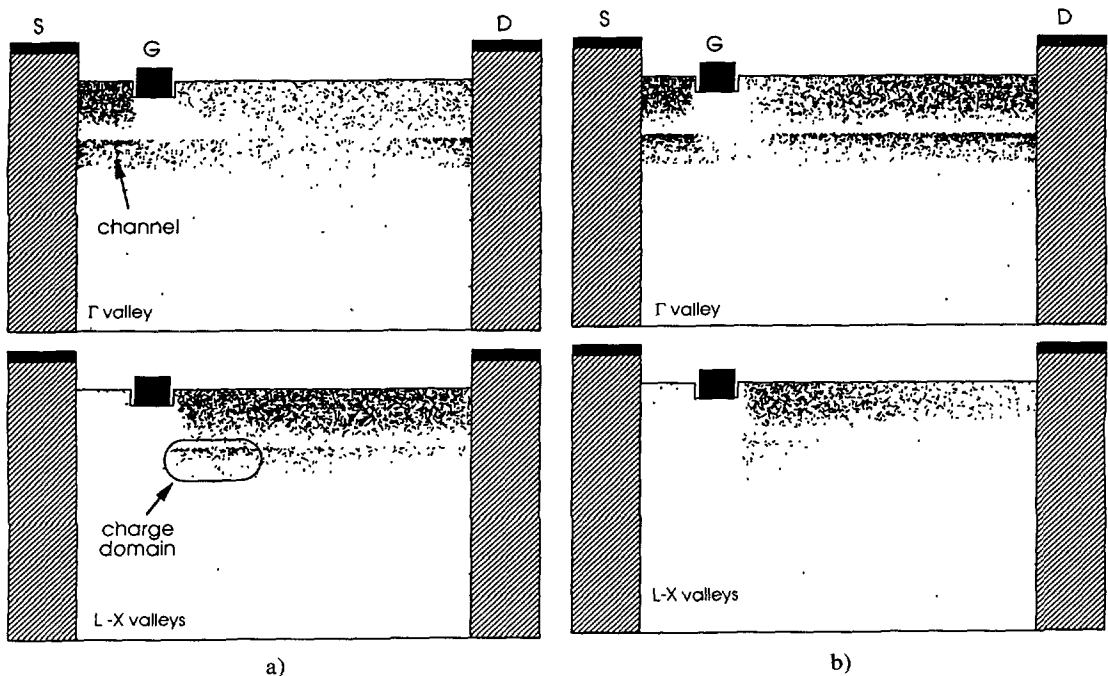 S
G
D
channel
Γ valley
charge
domain
L-X valleys
a)
S
G
D
Γ valley
L-X valleys
b)